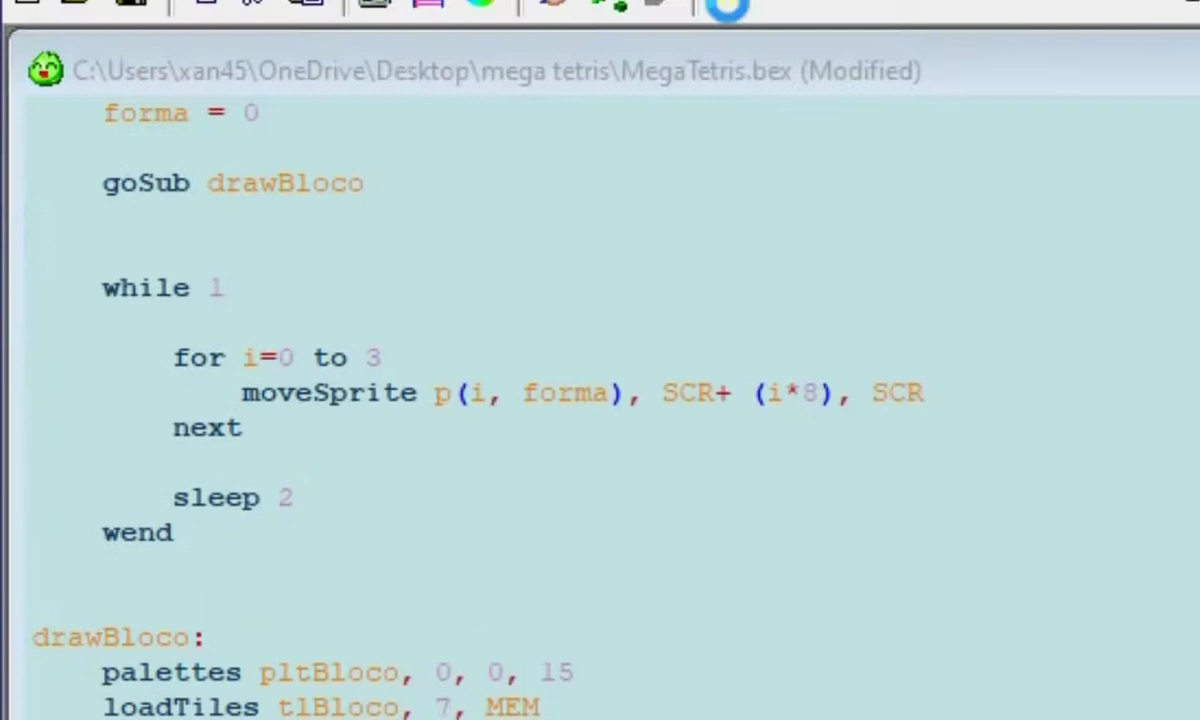 C:\Users\xan45\OneDrive\Desktop\mega tetris\MegaTetris.bex (Modified)
forma = 0
goSub drawBloco
while 1
for i=0 to 3
moveSprite p(i, forma), SCR+ (i*8), SCR
next
sleep 2
wend
drawBloco:
palettes pltBloco, 0, 0, 15
loadTiles tlBloco, 7, MEM